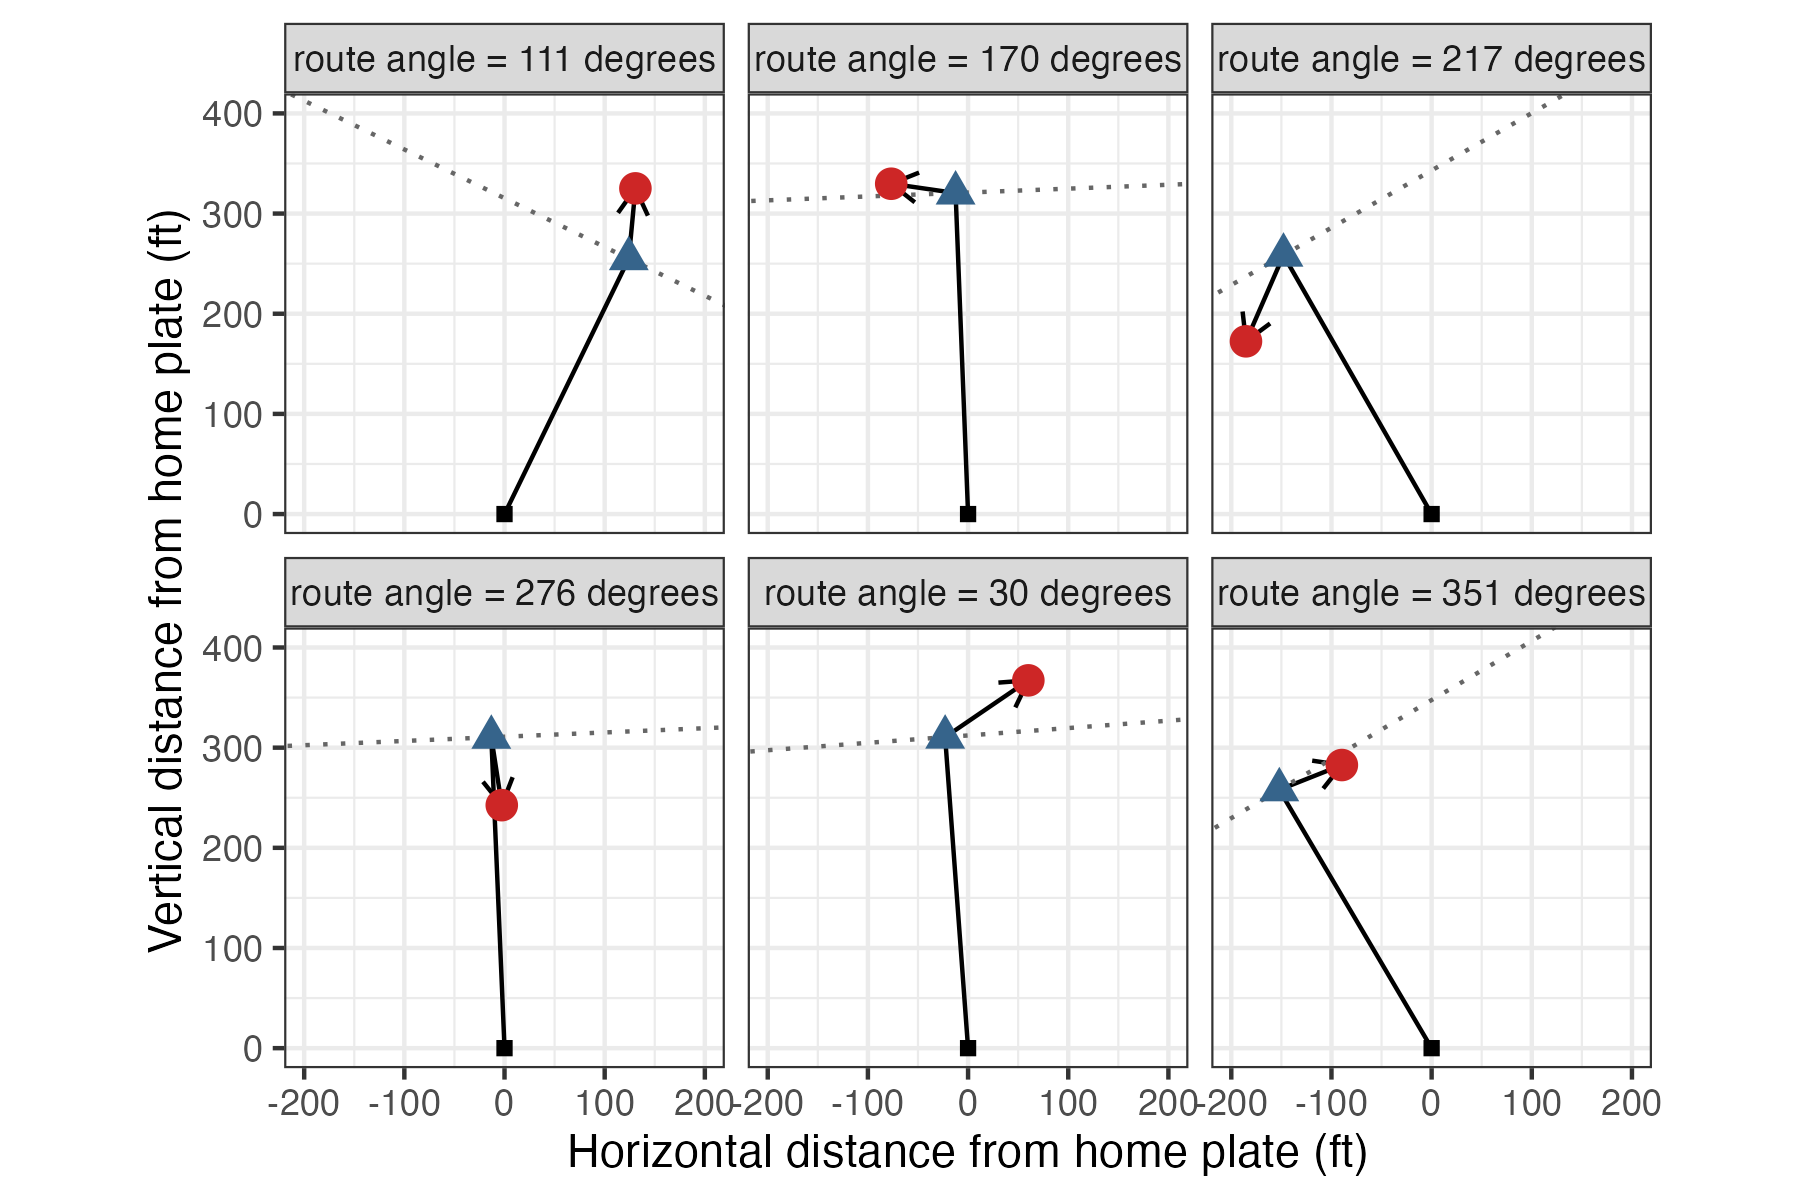 route angle = 111 degrees
route angle = 170 degrees
route angle = 217 degrees
400
300
200
100
0
route angle = 276 degrees
route angle = 30 degrees
route angle = 351 degrees
400
300
200
100
0
-200 -100 0 100 200
-200 -100 0 100 200
-200 -100 0 100 200
Horizontal distance from home plate (ft)
Vertical distance from home plate (ft)